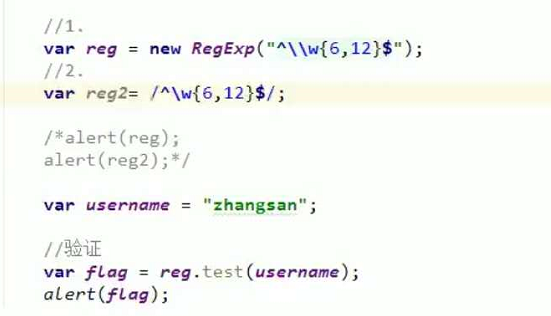 //1.
var reg = new RegExp("^\\w{6,12}$");
//2.
var reg2= /^\w{6,12}$/;
/*alert(reg);
alert(reg2);*/
var username = "zhangsan";
//验证
var flag = reg.test(username);
alert(flag);